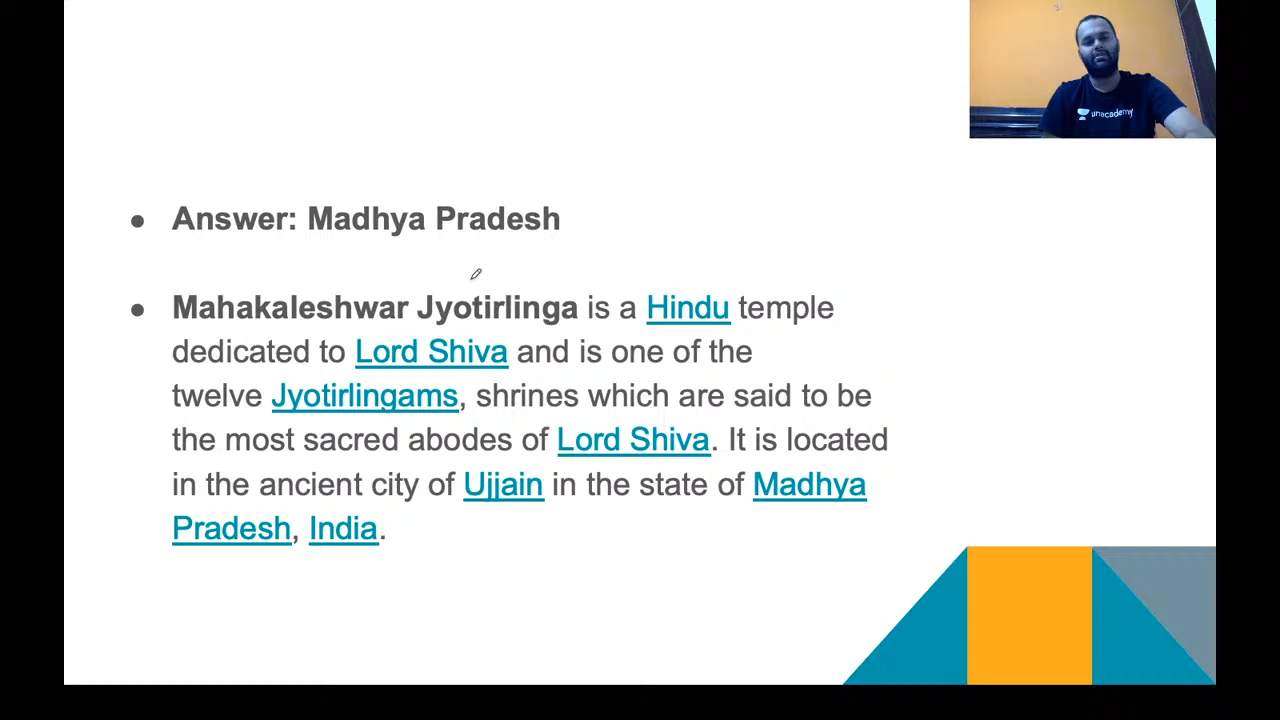 unacademy
● Answer: Madhya Pradesh
● Mahakaleshwar Jyotirlinga is a Hindu temple
dedicated to Lord Shiva and is one of the
twelve Jyotirlingams, shrines which are said to be
the most sacred abodes of Lord Shiva. It is located
in the ancient city of Ujjain in the state of Madhya
Pradesh, India.